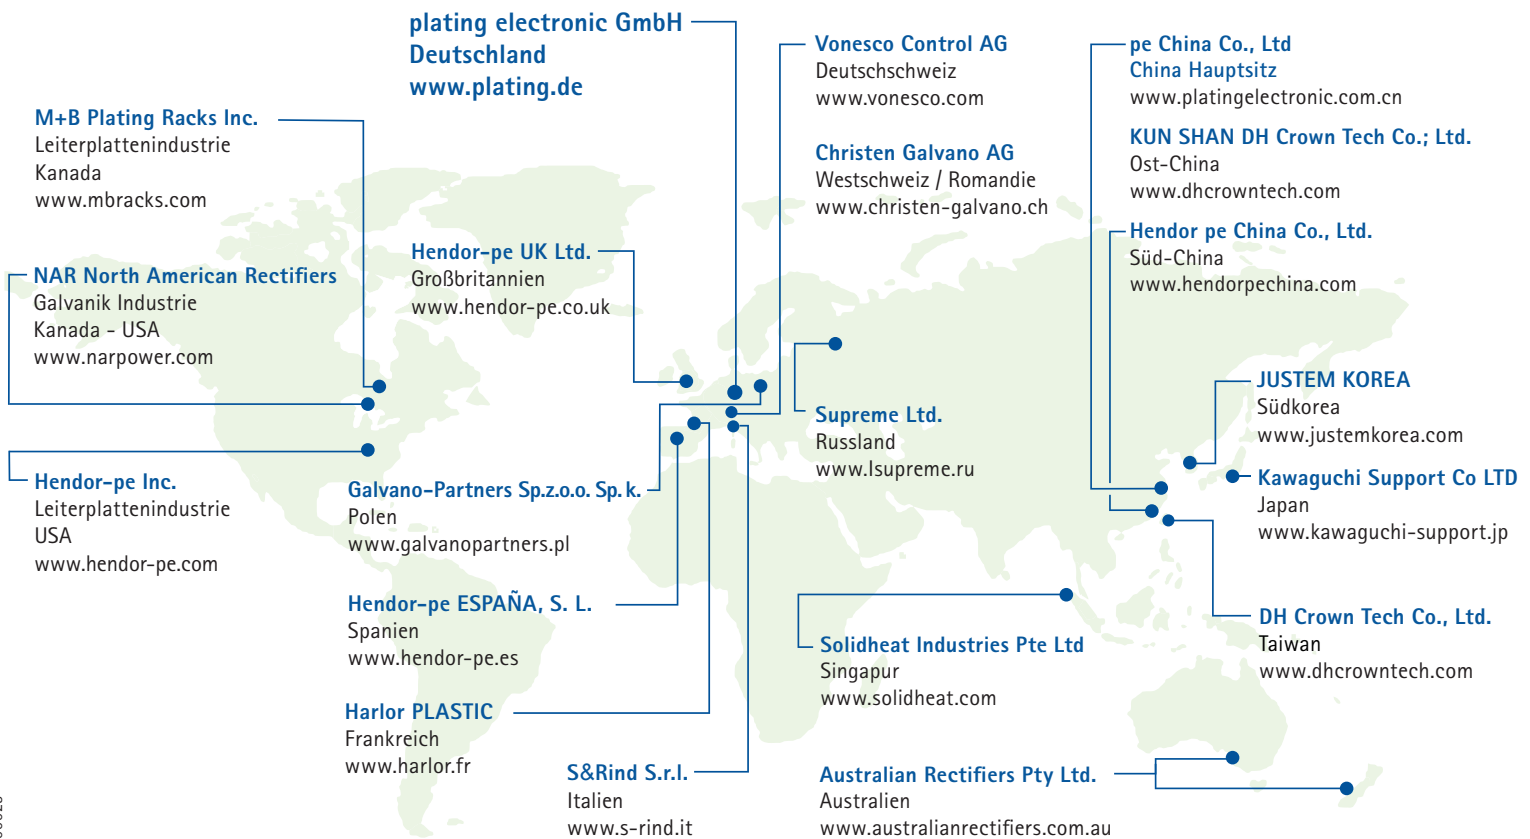 plating electronic GmbH
Deutschland
www.plating.de
M+B Plating Racks Inc.
Leiterplattenindustrie
Kanada
www.mbracks.com
NAR North American Rectifiers
Galvanik Industrie
Kanada - USA
www.narpower.com
Hendor-pe Inc.
Leiterplattenindustrie
USA
www.hendor-pe.com
Hendor-pe UK Ltd.
Großbritannien
www.hendor-pe.co.uk
Galvano-Partners Sp.z.o.o. Sp. k.
Polen
www.galvanopartners.pl
Hendor-pe ESPAÑA, S. L.
Spanien
www.hendor-pe.es
Harlor PLASTIC
Frankreich
www.harlor.fr
S&Rind S.r.l.
Italien
www.s-rind.it
Vonesco Control AG
Deutschschweiz
www.vonesco.com
Christen Galvano AG
Westschweiz / Romandie
www.christen-galvano.ch
Supreme Ltd.
Russland
www.lsupreme.ru
Solidheat Industries Pte Ltd
Singapur
www.solidheat.com
Australian Rectifiers Pty Ltd.
Australien
www.australianrectifiers.com.au
pe China Co., Ltd
China Hauptsitz
www.platingelectronic.com.cn
KUN SHAN DH Crown Tech Co.; Ltd.
Ost-China
www.dhcrowntech.com
Hendor pe China Co., Ltd.
Süd-China
www.hendorpechina.com
JUSTEM KOREA
Südkorea
www.justemkorea.com
Kawaguchi Support Co LTD
Japan
www.kawaguchi-support.jp
DH Crown Tech Co., Ltd.
Taiwan
www.dhcrowntech.com